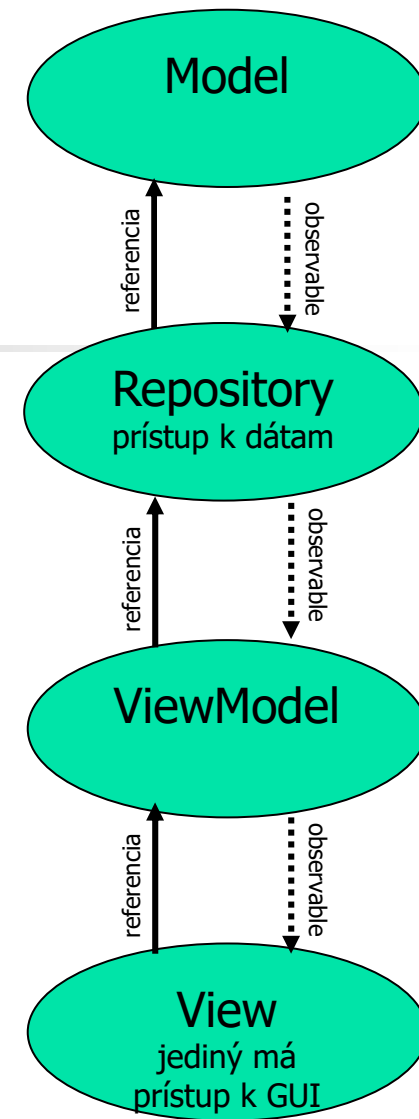 Model
referencia
observable
Repository
prístup k dátam
referencia
observable
ViewModel
referencia
observable
View
jediný má
prístup k GUI